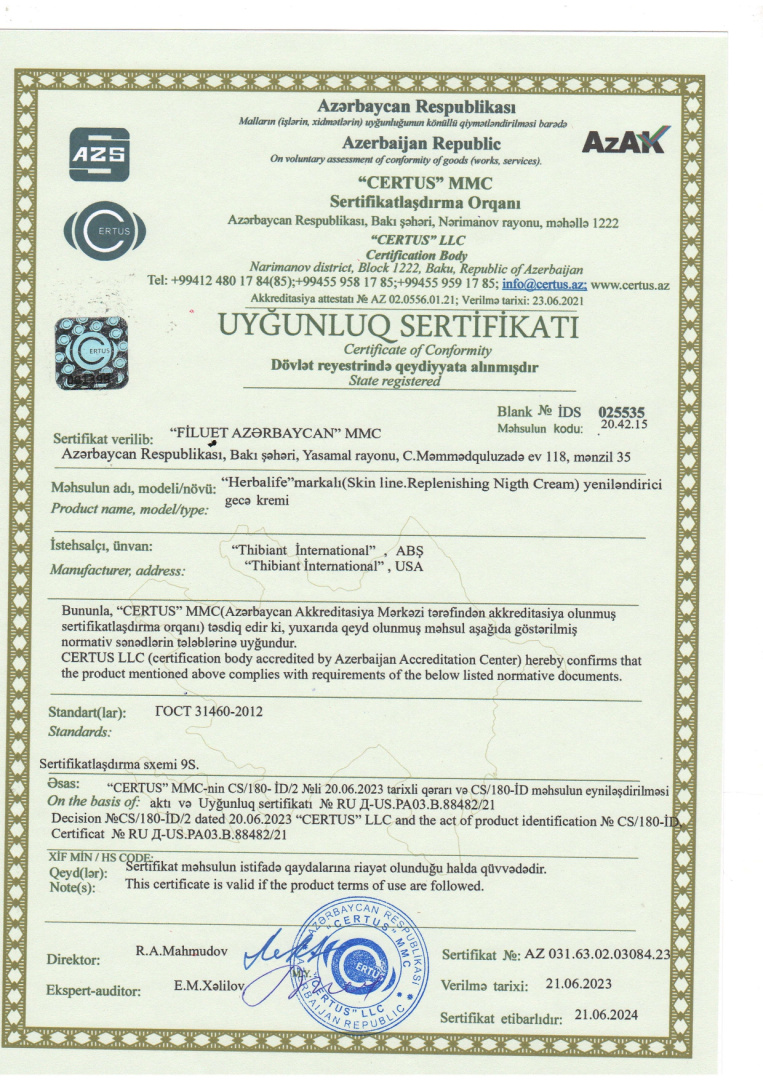 Azərbaycan Respublikası
Malların (işlərin, xidmətlərin) uyğunluğunun könüllü qiymətləndirilməsi barədə
Azerbaijan Republic
On voluntary assessment of conformity of goods (works, services).
AZS
AzAK
CERTUS
“CERTUS” MMC
Sertifikatlaşdırma Orqanı
Azərbaycan Respublikası, Bakı şəhəri, Nərimanov rayonu, məhəllə 1222
“CERTUS” LLC
Certification Body
Narimanov district, Block 1222, Baku, Republic of Azerbaijan
Tel: +99412 480 17 84(85);+99455 958 17 85;+99455 959 17 85; info@certus.az; www.certus.az
Akkreditasiya attestatı № AZ 02.0556.01.21; Verilmə tarixi: 23.06.2021
UYĞUNLUQ SERTİFİKATI
Certificate of Conformity
Dövlət reyestrində qeydiyyata alınmışdır
State registered
CERTUS
Blank № İDS 025535
Məhsulun kodu: 20.42.15
Sertifikat verilib: “FİLUET AZƏRBAYCAN” MMC
Azərbaycan Respublikası, Bakı şəhəri, Yasamal rayonu, C.Məmmədquluzadə ev 118, mənzil 35
Məhsulun adı, modeli/növü: “Herbalife”markalı(Skin line.Replenishing Nigth Cream) yeniləndirici
Product name, model/type: gecə kremi
İstehsalçı, ünvan: “Thibiant İnternational” , ABŞ
Manufacturer, address: “Thibiant İnternational” , USA
Bununla, “CERTUS” MMC(Azərbaycan Akkreditasiya Mərkəzi tərəfindən akkreditasiya olunmuş
sertifikatlaşdırma orqanı) təsdiq edir ki, yuxarıda qeyd olunmuş məhsul aşağıda göstərilmiş
normativ sənədlərin tələblərinə uyğundur.
CERTUS LLC (certification body accredited by Azerbaijan Accreditation Center) hereby confirms that
the product mentioned above complies with requirements of the below listed normative documents.
Standart(lar): ГОСТ 31460-2012
Standards:
Sertifikatlaşdırma sxemi 9S.
Əsas: “CERTUS” MMC-nin CS/180- İD/2 №li 20.06.2023 tarixli qərarı və CS/180-İD məhsulun eyniləşdirilməsi
On the basis of: aktı və Uyğunluq sertifikatı № RU Д-US.PA03.B.88482/21
Decision №CS/180-İD/2 dated 20.06.2023 “CERTUS” LLC and the act of product identification № CS/180-İD,
Certificat № RU Д-US.PA03.B.88482/21
XİF MİN / HS CODE:
Qeyd(lər): Sertifikat məhsulun istifadə qaydalarına riayət olunduğu halda qüvvədədir.
Note(s): This certificate is valid if the product terms of use are followed.
Direktor: R.A.Mahmudov
Ekspert-auditor: E.M.Xəlilov
AZƏRBAYCAN RESPUBLİKASI
"CERTUS" MMC
CERTUS
"CERTUS" LLC
AZERBAIJAN REPUBLIC
Sertifikat №: AZ 031.63.02.03084.23
Verilmə tarixi: 21.06.2023
Sertifikat etibarlıdır: 21.06.2024